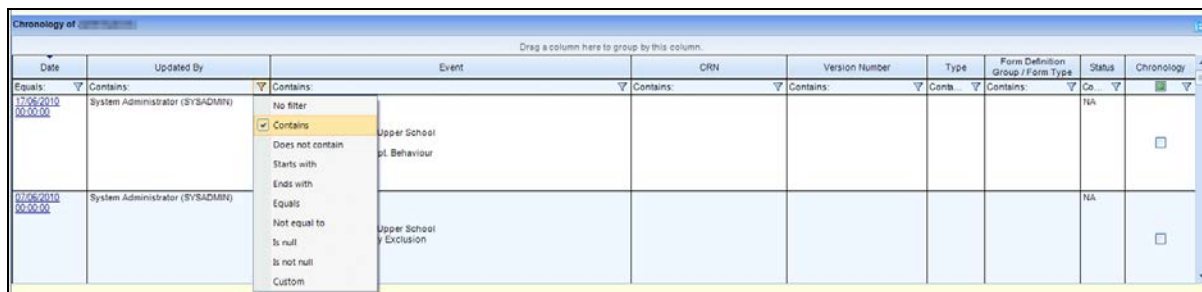 Chronology of
Drag a column here to group by this column.
Date Updated By Event CRN Version Number Type Form Definition Group / Form Type Status Chronology
Equals: Contains: Contains: Contains: Contains: Conta... Contains: Co...
17/06/2010 00:00:00 System Administrator (SYSADMIN) NA
Upper School
pt. Behaviour
07/06/2010 00:00:00 System Administrator (SYSADMIN) NA
Upper School
y Exclusion
No filter
Contains
Does not contain
Starts with
Ends with
Equals
Not equal to
Is null
Is not null
Custom